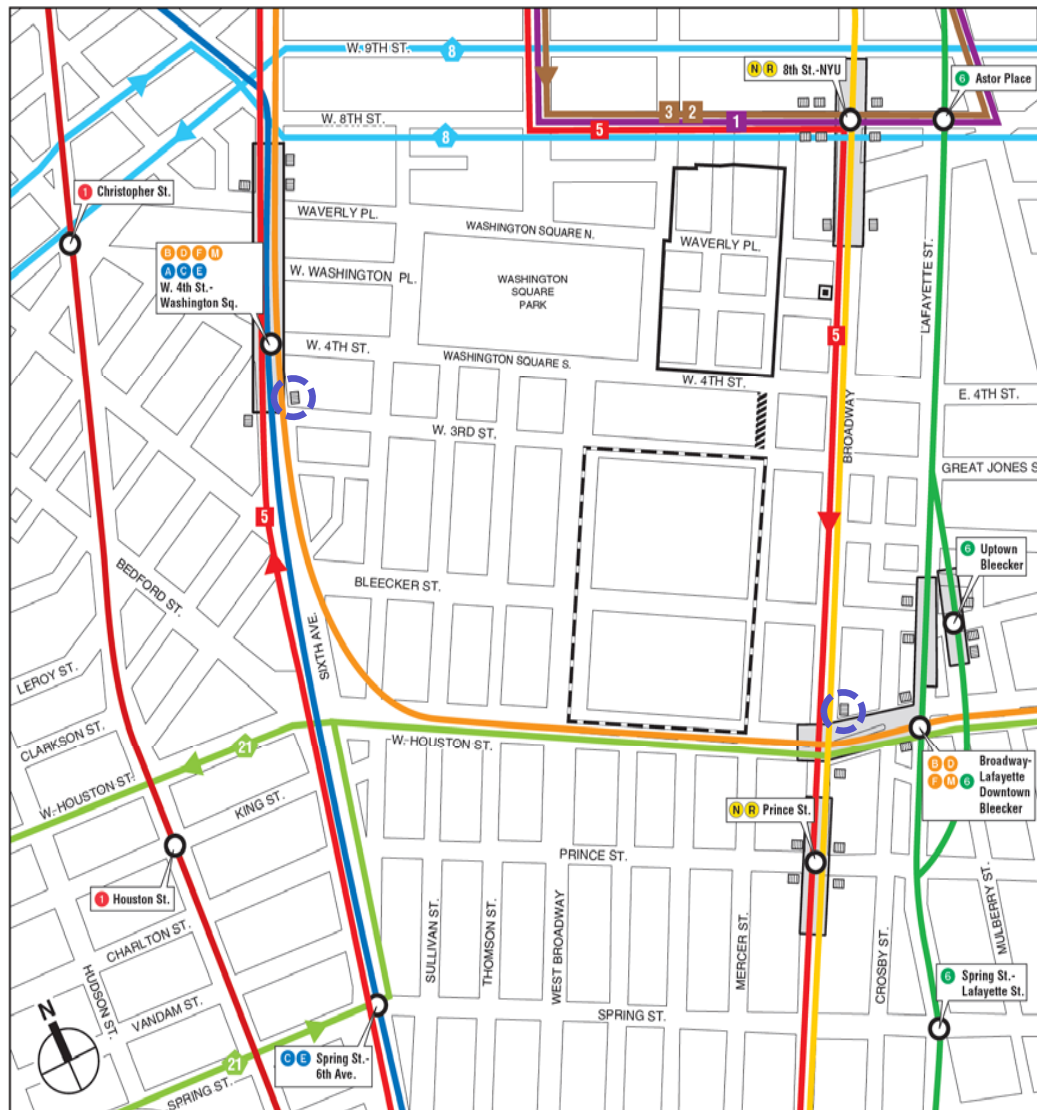 W. 9TH ST.
8
N R 8th St.-NYU
6 Astor Place
3 2
1
5
W. 8TH ST.
8
1 Christopher St.
WAVERLY PL.
WASHINGTON SQUARE N.
WAVERLY PL.
B D F M
A C E
W. 4th St.-
Washington Sq.
W. WASHINGTON PL.
WASHINGTON
SQUARE
PARK
LAFAYETTE ST.
5
W. 4TH ST.
WASHINGTON SQUARE S.
W. 4TH ST.
E. 4TH ST.
BROADWAY
W. 3RD ST.
GREAT JONES S
5
BEDFORD ST.
BLEECKER ST.
6 Uptown
Bleecker
SIXTH AVE.
LEROY ST.
CLARKSON ST.
21
W. HOUSTON ST.
W. HOUSTON ST.
KING ST.
B D
F M 6
Broadway-
Lafayette
Downtown
Bleecker
N R Prince St.
PRINCE ST.
1 Houston St.
CHARLTON ST.
HUDSON ST.
VANDAM ST.
SULLIVAN ST.
THOMSON ST.
WEST BROADWAY
MERCER ST.
CROSBY ST.
MULBERRY ST.
6 Spring St.-
Lafayette St.
SPRING ST.
N
C E Spring St.-
6th Ave.
21
SPRING ST.